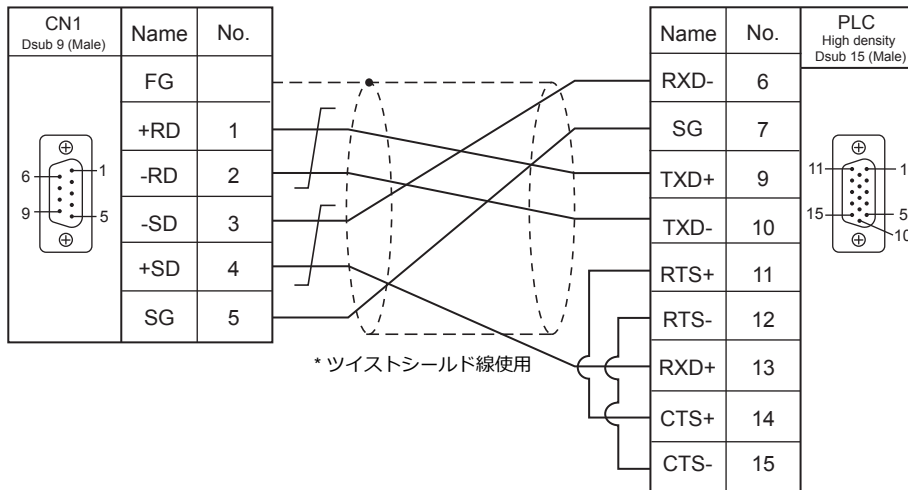 CN1
Dsub 9 (Male)
Name No.
FG
+RD 1
-RD 2
-SD 3
+SD 4
SG 5
6 1
9 5
* ツイストシールド線使用
Name No.
PLC
High density
Dsub 15 (Male)
RXD- 6
SG 7
TXD+ 9
TXD- 10
RTS+ 11
RTS- 12
RXD+ 13
CTS+ 14
CTS- 15
11 1
15 5
10